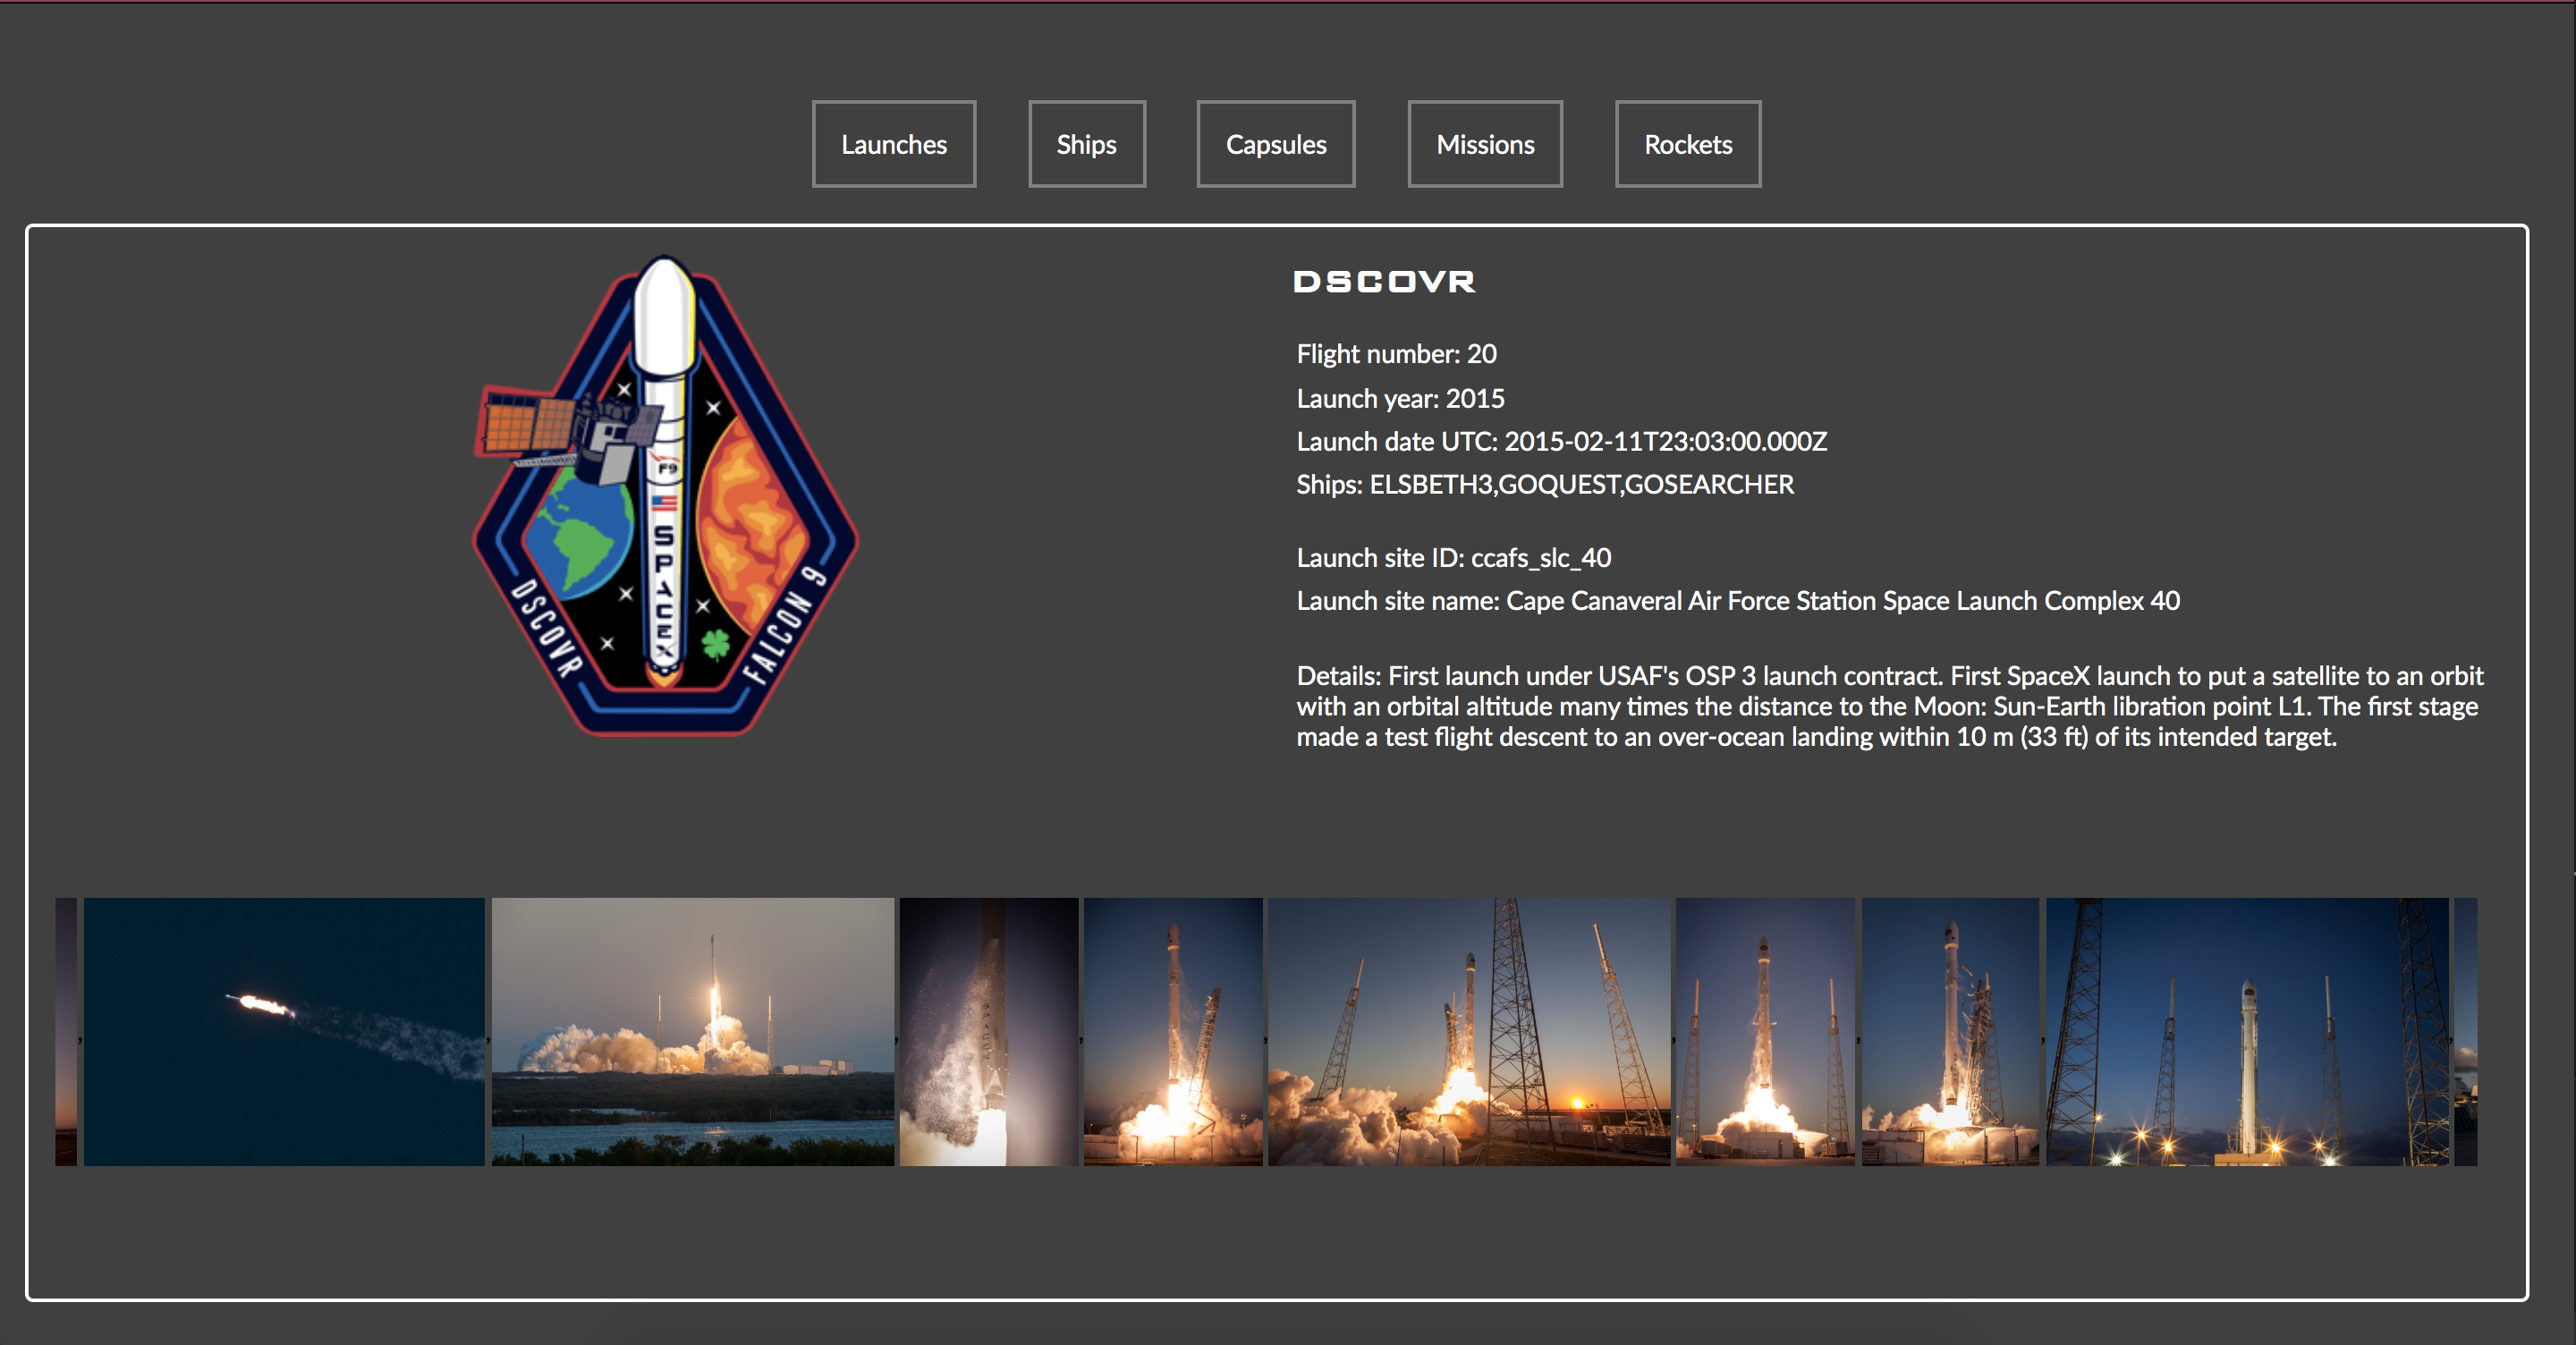 Launches
Ships
Capsules
Missions
Rockets
DSCOVR
Flight number: 20
Launch year: 2015
Launch date UTC: 2015-02-11T23:03:00.000Z
Ships: ELSBETH3,GOQUEST,GOSEARCHER
Launch site ID: ccafs_slc_40
Launch site name: Cape Canaveral Air Force Station Space Launch Complex 40
Details: First launch under USAF's OSP 3 launch contract. First SpaceX launch to put a satellite to an orbit
with an orbital altitude many times the distance to the Moon: Sun-Earth libration point L1. The first stage
made a test flight descent to an over-ocean landing within 10 m (33 ft) of its intended target.
F9
SPACEX
DSCOVR
FALCON 9
, , , , , , , , ,
SPACEX